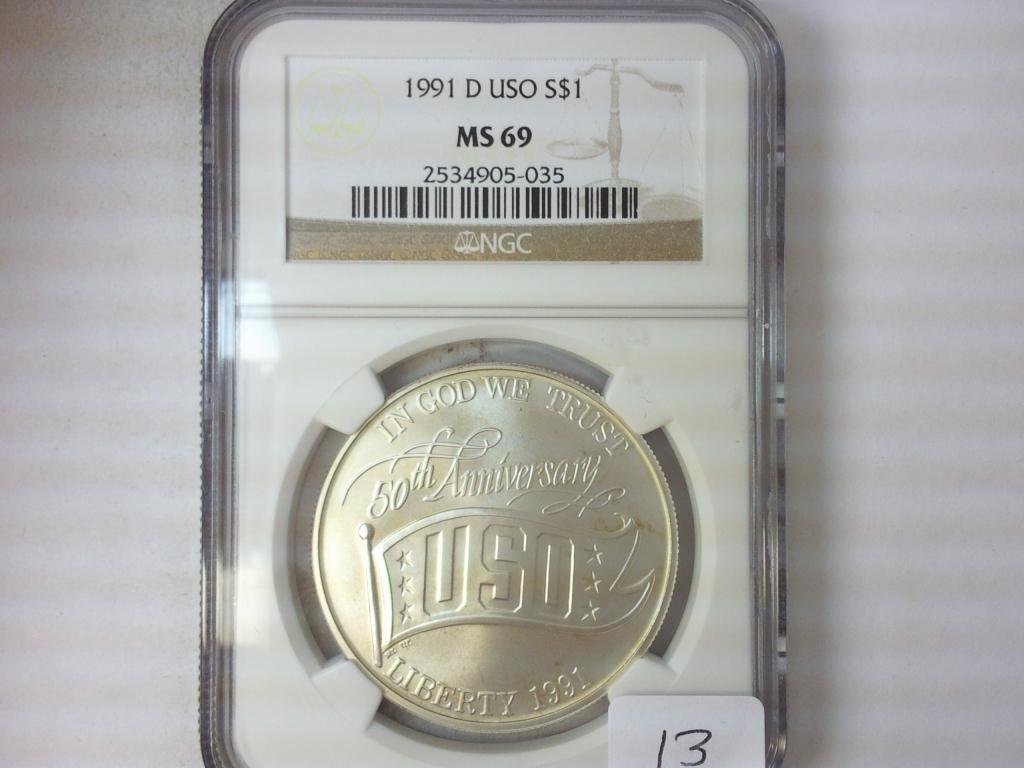 1991 D USO S$1
MS 69
2534905-035
NGC
IN GOD WE TRUST
50th Anniversary
USO
LIBERTY 1991
13